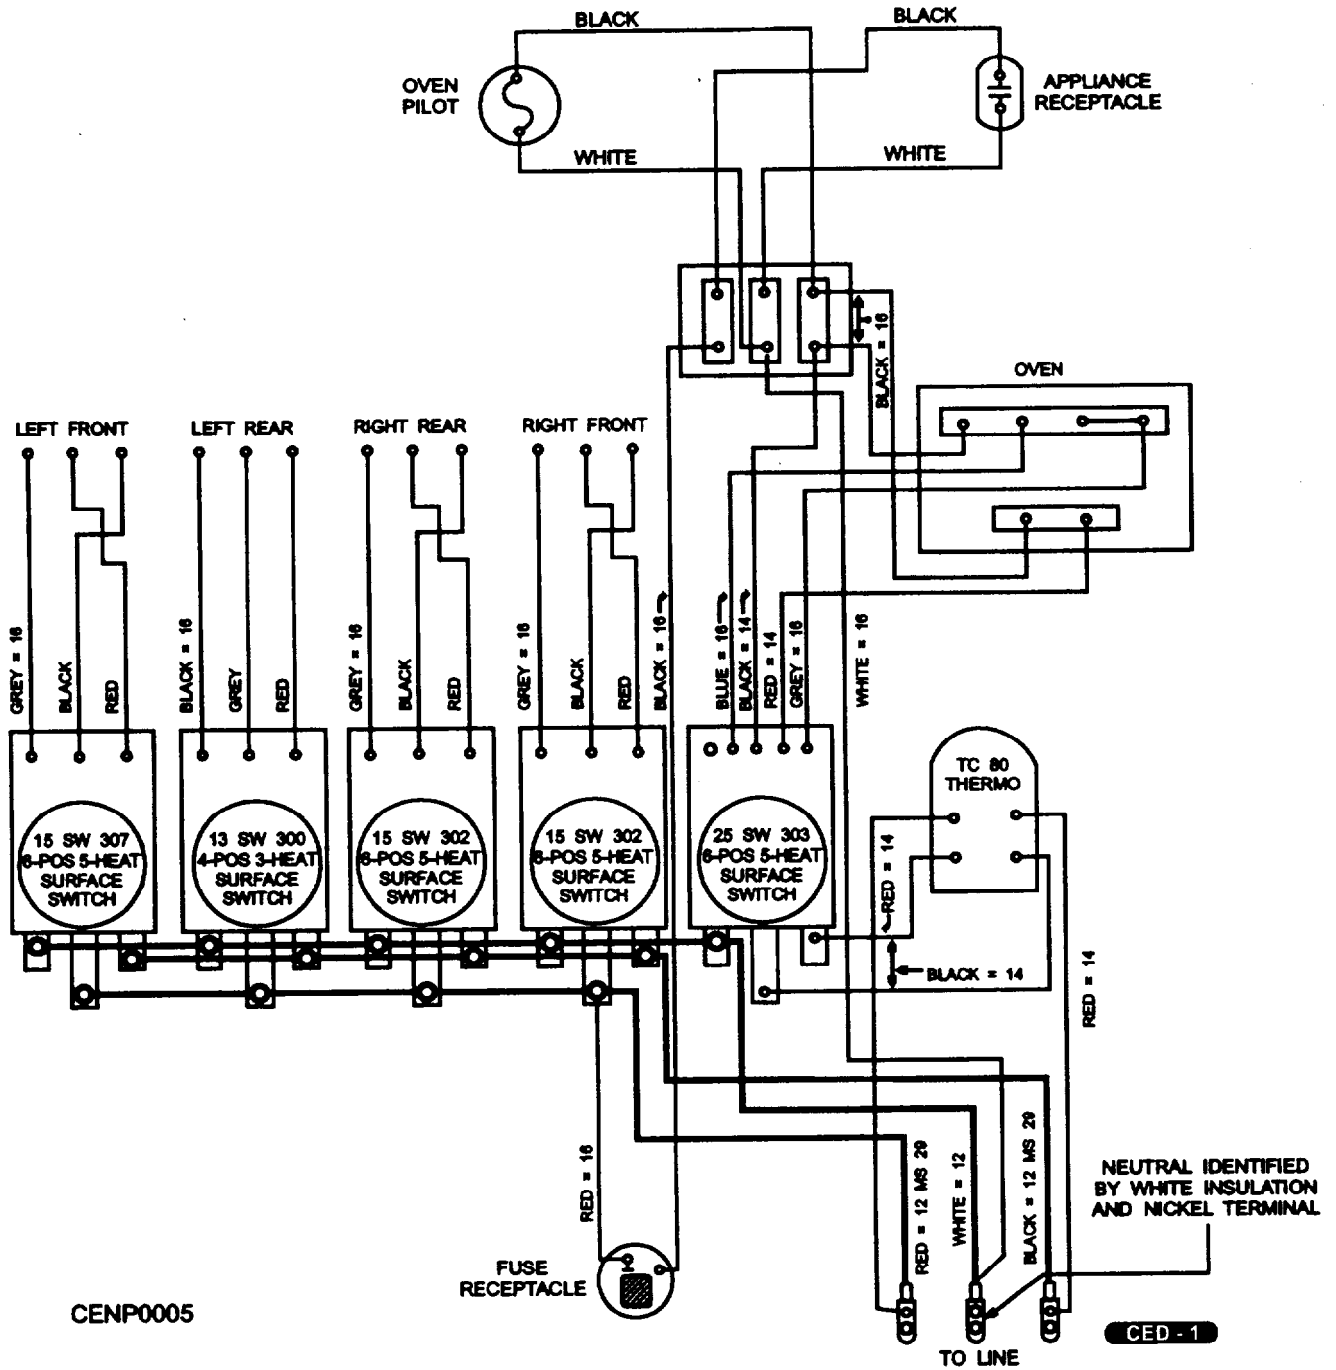 BLACK
BLACK
OVEN
PILOT
APPLIANCE
RECEPTACLE
WHITE
WHITE
BLACK = 16
OVEN
LEFT FRONT
LEFT REAR
RIGHT REAR
RIGHT FRONT
GREY = 16
BLACK
RED
BLACK = 16
GREY
RED
GREY = 16
BLACK
RED
GREY = 16
BLACK
RED
BLACK = 16
BLUE = 16
BLACK = 14
RED = 14
GREY = 16
WHITE = 16
TC 80
THERMO
15 SW 307
6-POS 5-HEAT
SURFACE
SWITCH
13 SW 300
4-POS 3-HEAT
SURFACE
SWITCH
15 SW 302
6-POS 5-HEAT
SURFACE
SWITCH
15 SW 302
6-POS 5-HEAT
SURFACE
SWITCH
25 SW 303
6-POS 5-HEAT
SURFACE
SWITCH
RED = 14
BLACK = 14
RED = 14
RED = 16
RED = 12 MS 29
WHITE = 12
BLACK = 12 MS 29
NEUTRAL IDENTIFIED
BY WHITE INSULATION
AND NICKEL TERMINAL
FUSE
RECEPTACLE
CENP0005
CED - 1
TO LINE